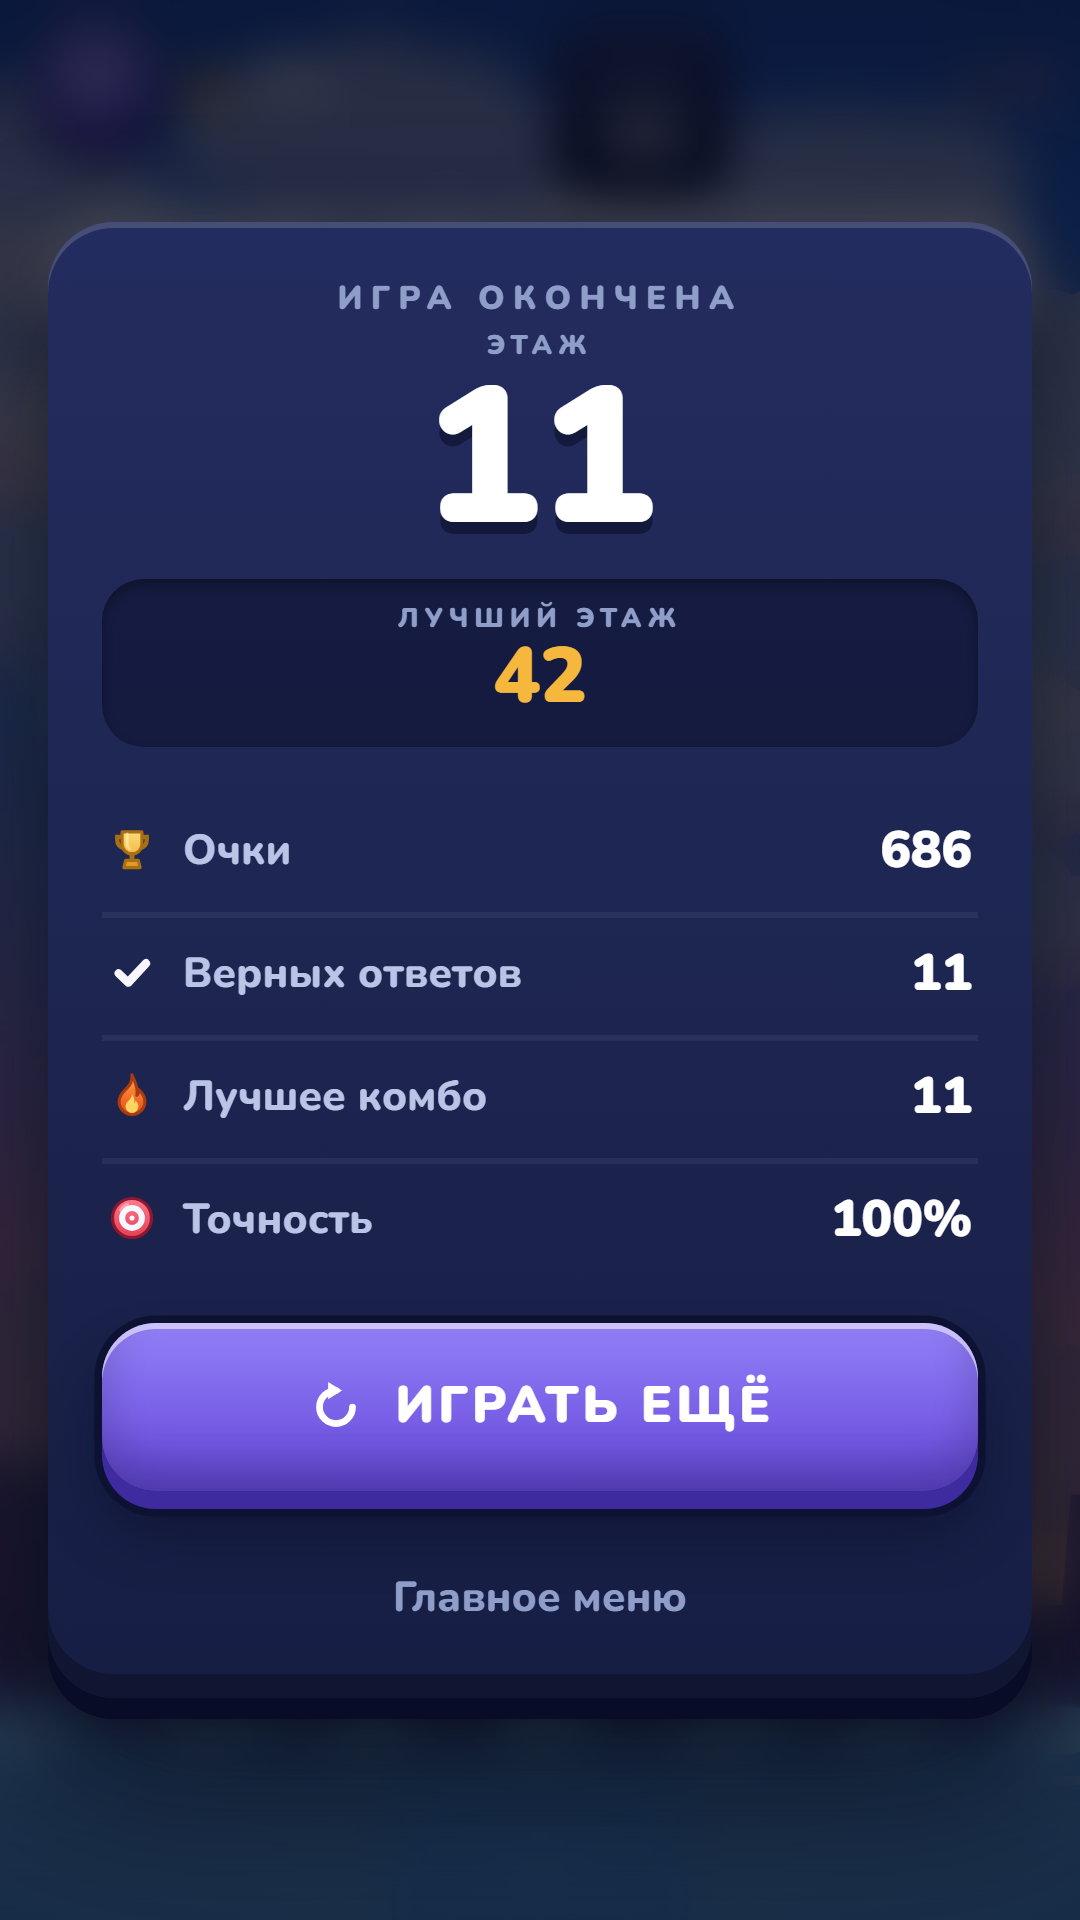 ИГРА ОКОНЧЕНА
ЭТАЖ
11
ЛУЧШИЙ ЭТАЖ
42
Очки 686
Верных ответов 11
Лучшее комбо 11
Точность 100%
ИГРАТЬ ЕЩЁ
Главное меню